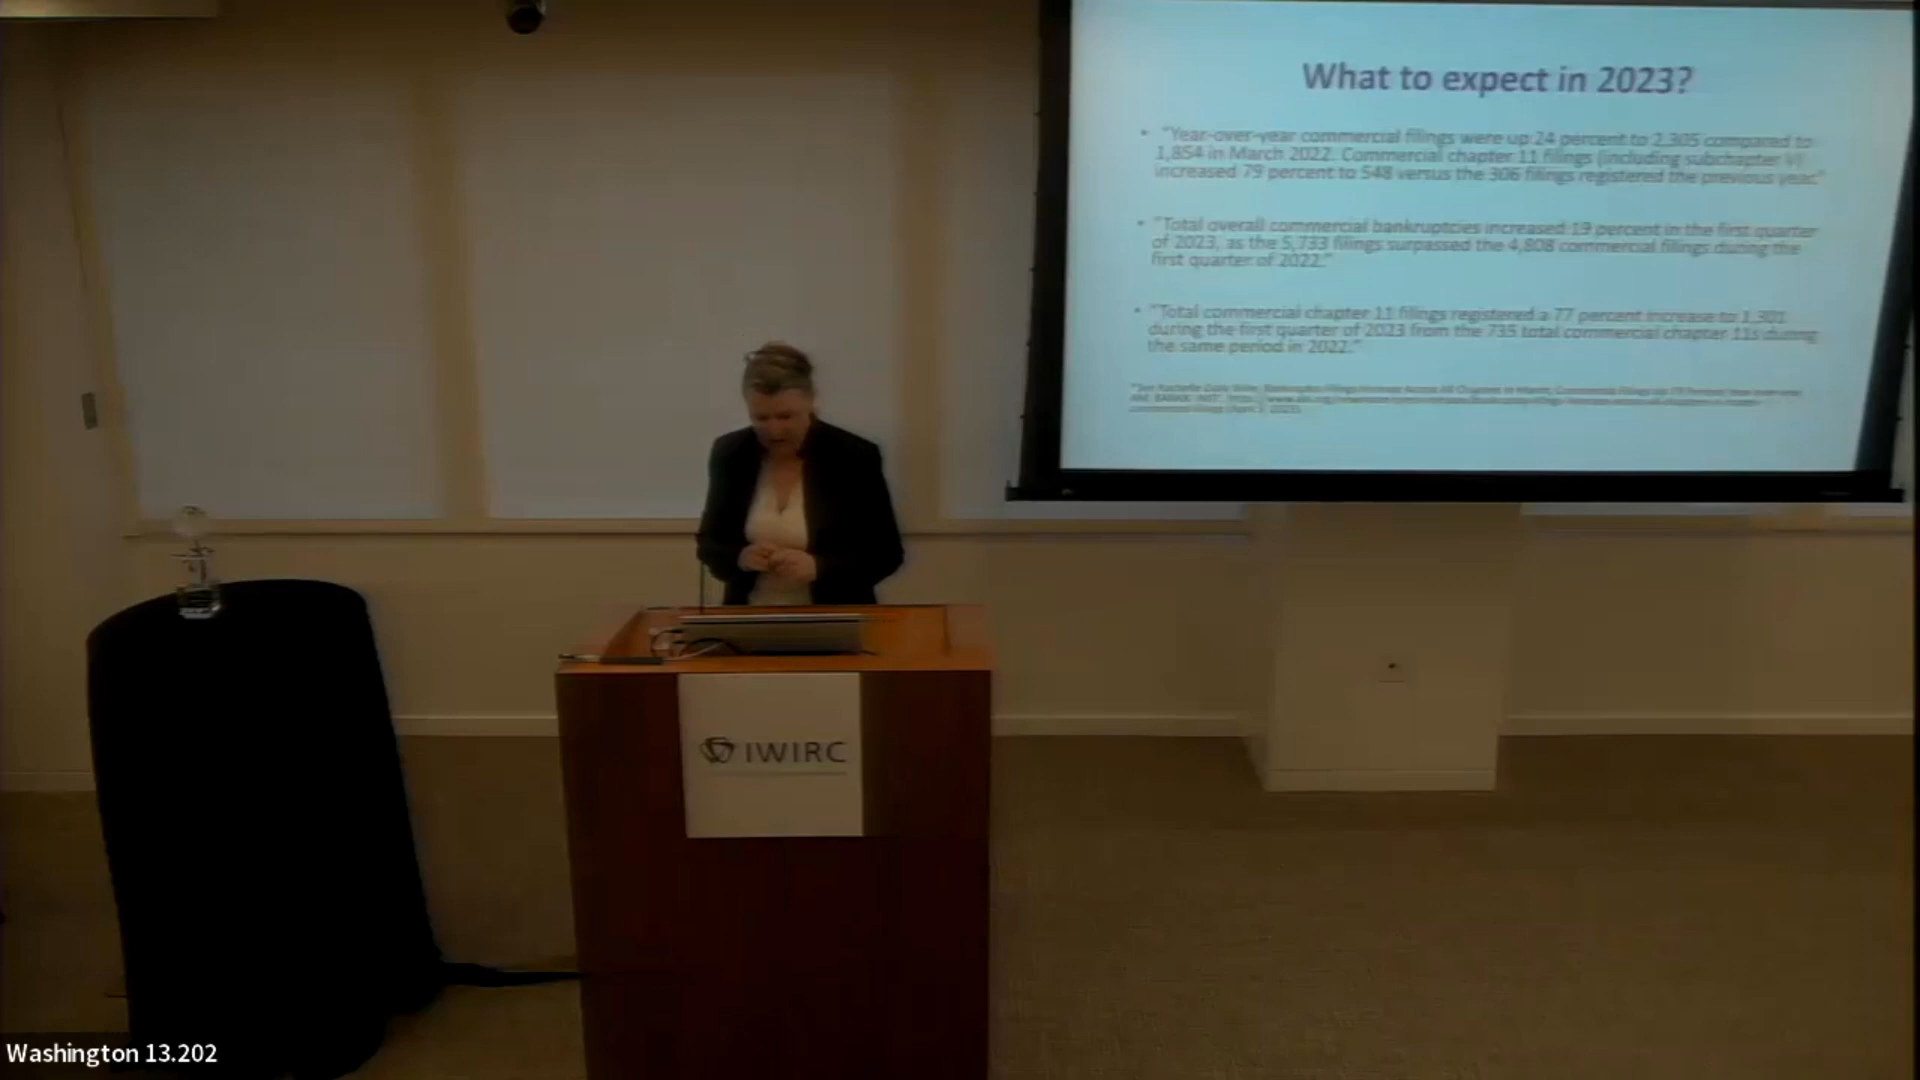 What to expect in 2023?
• "Year-over-year commercial filings were up 24 percent to 2,305 compared to
1,854 in March 2022. Commercial chapter 11 filings (including subchapter V)
increased 79 percent to 548 versus the 306 filings registered the previous year."
• "Total overall commercial bankruptcies increased 19 percent in the first quarter
of 2023, as the 5,733 filings surpassed the 4,808 commercial filings during the
first quarter of 2022."
• "Total commercial chapter 11 filings registered a 77 percent increase to 1,301
during the first quarter of 2023 from the 735 total commercial chapter 11s during
the same period in 2022."
IWIRC
Washington 13.202